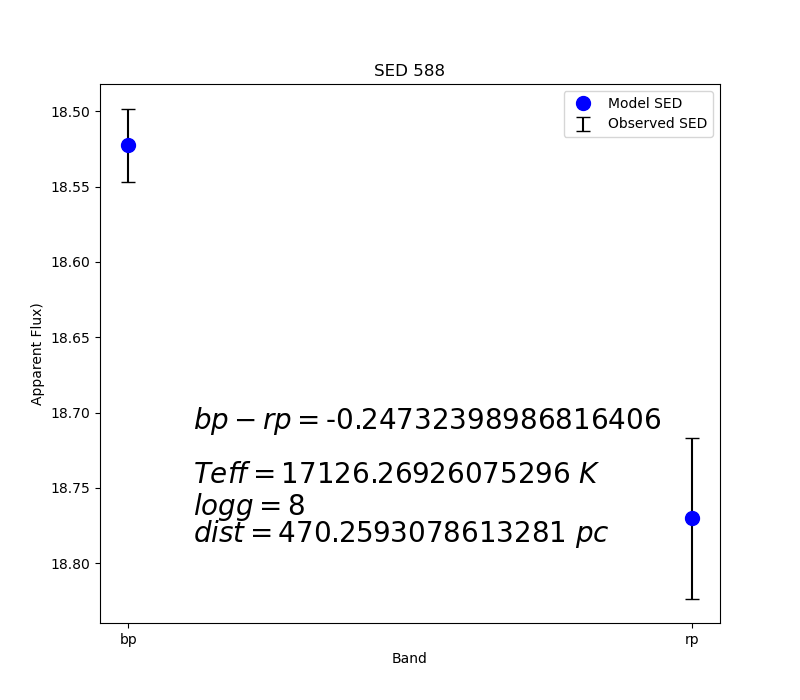 SED 588
Model SED
Observed SED
18.50
18.55
18.60
18.65
18.70
18.75
18.80
Apparent Flux)
bp − rp = -0.24732398986816406
Teff = 17126.26926075296 K
logg = 8
dist = 470.2593078613281 pc
bp
rp
Band